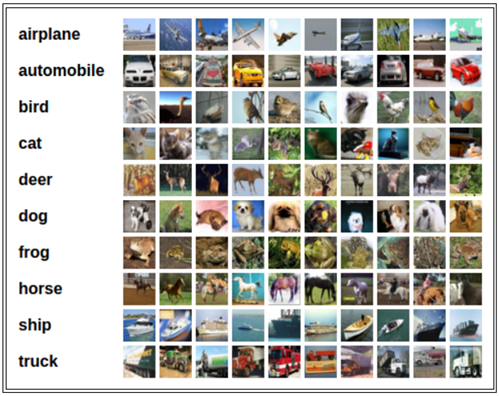 airplane
automobile
bird
cat
deer
dog
frog
horse
ship
truck